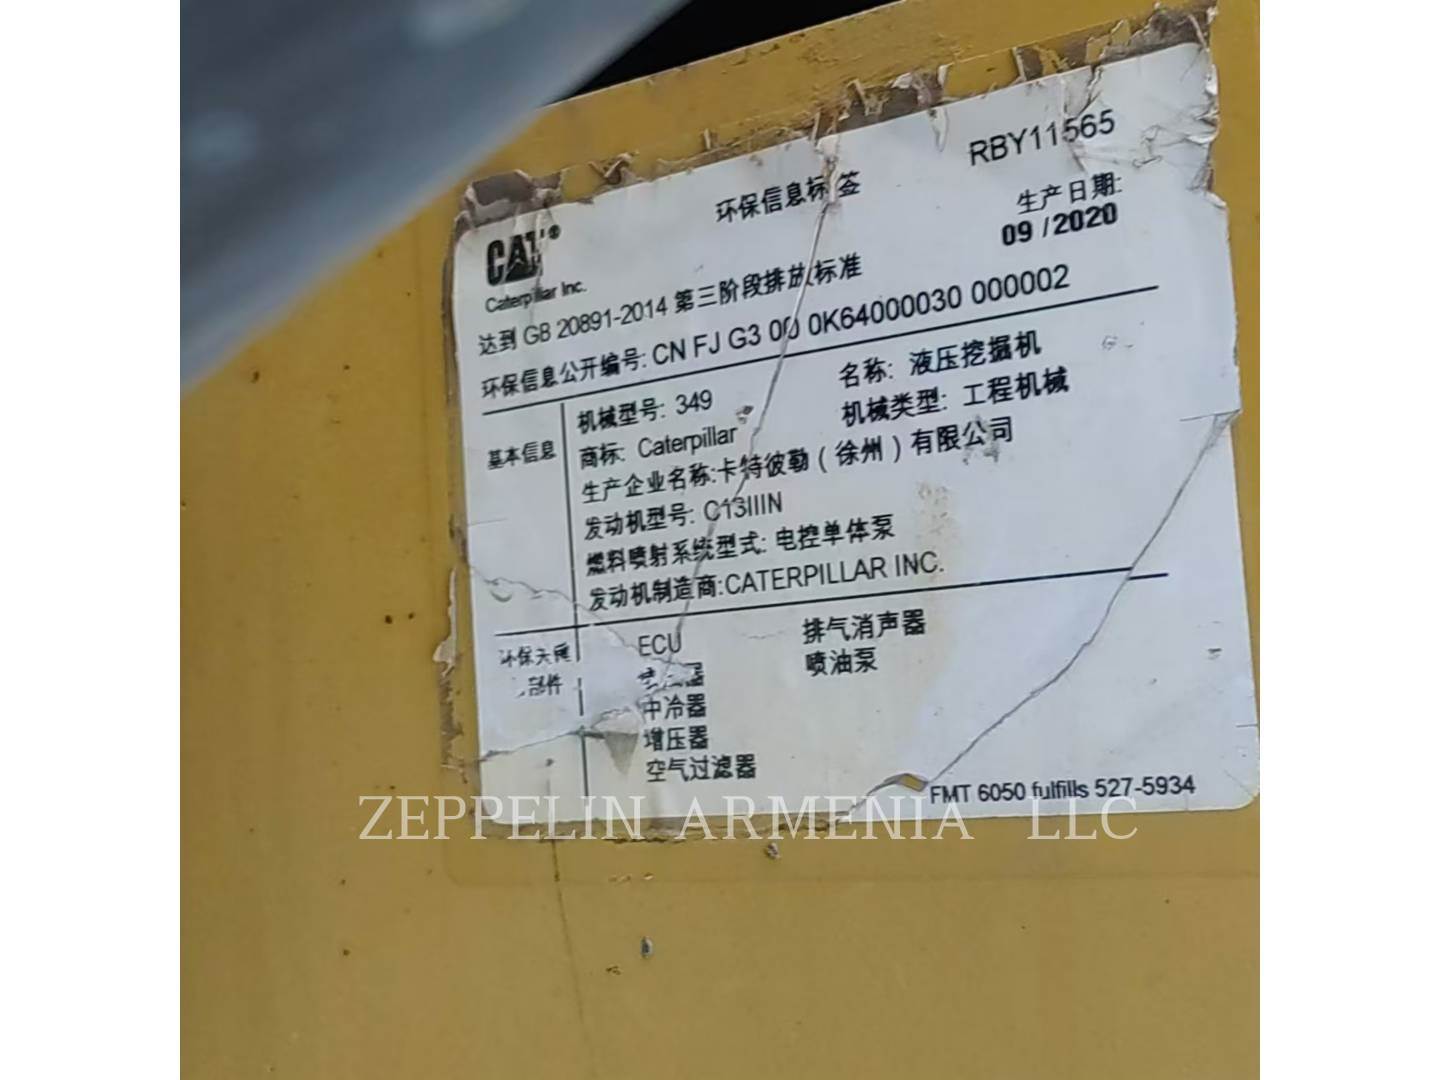 RBY11565
环保信息标签
生产日期:
09 /2020
CAT®
Caterpillar Inc.
达到 GB 20891-2014 第三阶段排放标准
环保信息公开编号: CN FJ G3 00 0K64000030 000002
基本信息
机械型号: 349
名称: 液压挖掘机
商标: Caterpillar
机械类型: 工程机械
生产企业名称:卡特彼勒（徐州）有限公司
发动机型号: C13IIIN
燃料喷射系统型式: 电控单体泵
发动机制造商:CATERPILLAR INC.
环保关键
部件
ECU
排气消声器
喷油泵
中冷器
增压器
空气过滤器
FMT 6050 fulfills 527-5934
ZEPPELIN ARMENIA LLC